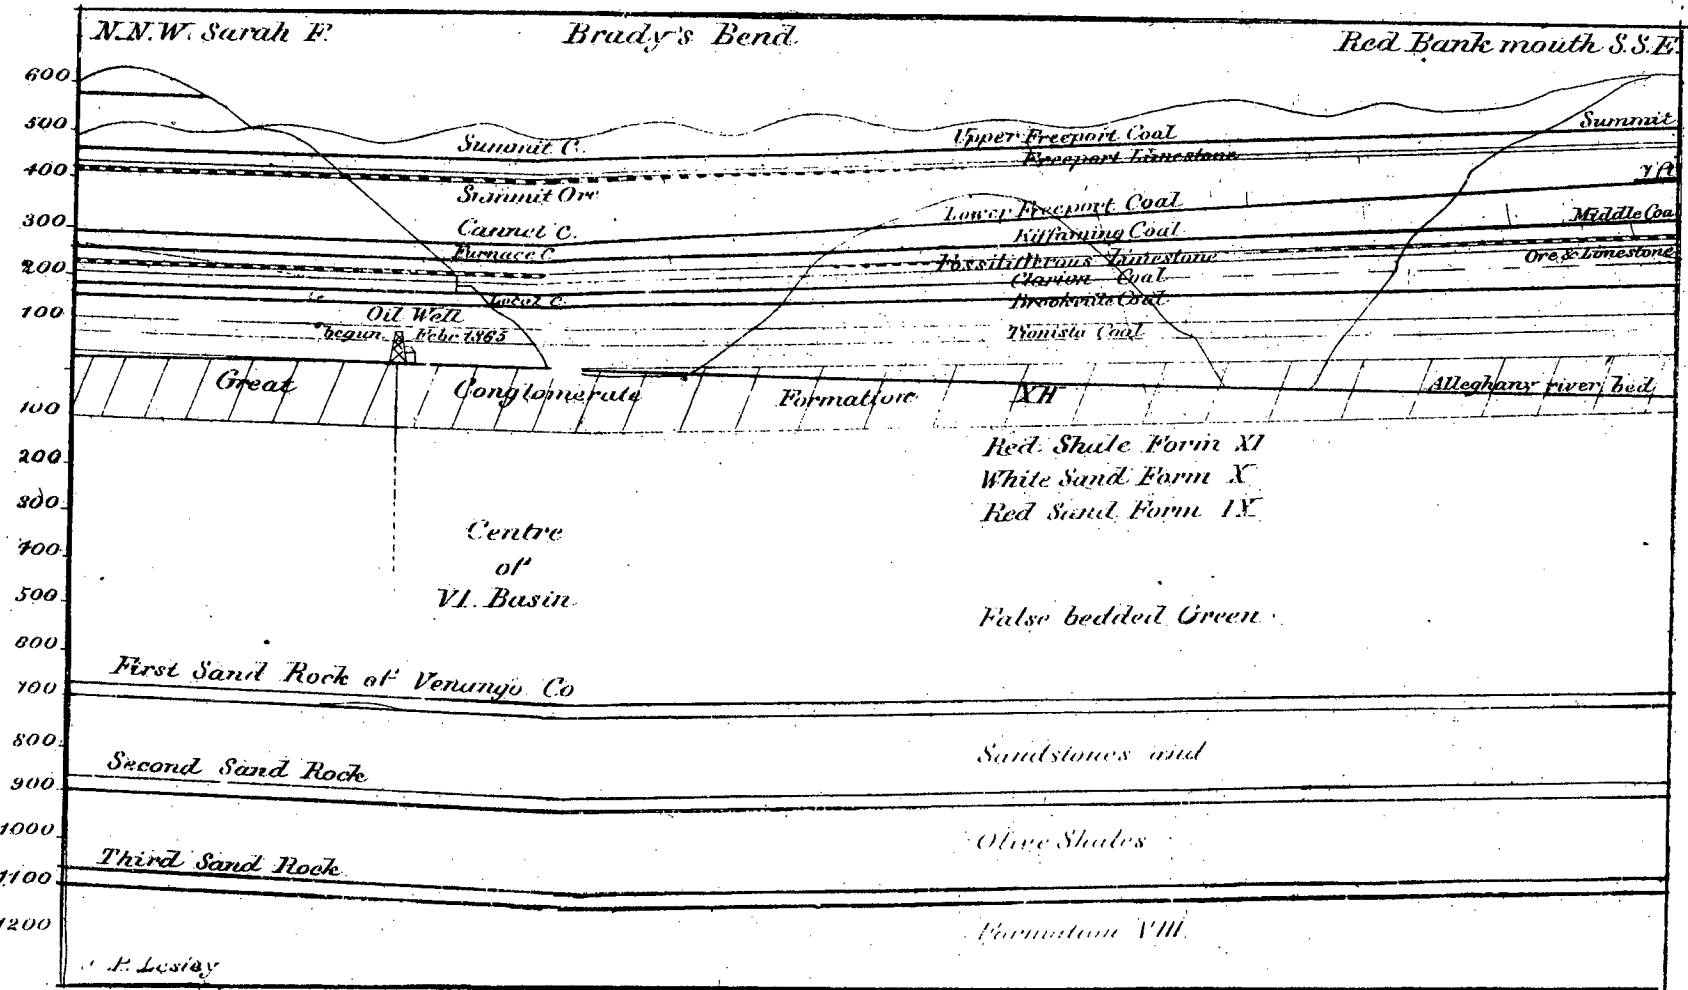 N.N.W. Sarah F.
Brady's Bend
Red Bank mouth S.S.E.
600
500
400
300
200
100
100
200
300
400
500
600
700
800
900
1000
1100
1200
Summit C.
Summit Ore
Cannel C.
Furnace C
Local C.
Oil Well
begun Febr 1865
Upper Freeport Coal
Freeport Limestone
Lower Freeport Coal
Kittanning Coal
Fossiliferous Limestone
Clarion Coal
Brookville Coal
Tionista Coal
Summit
7 ft
Middle Coal
Ore & Limestone
Great Conglomerate Formation XII
Alleghany river bed
Red Shale Form XI
White Sand Form X
Red Sand Form IX
Centre
of
VI. Basin
False bedded Green
First Sand Rock of Venango Co
Sandstones and
Second Sand Rock
Olive Shales
Third Sand Rock
Formation VIII.
P. Lesley